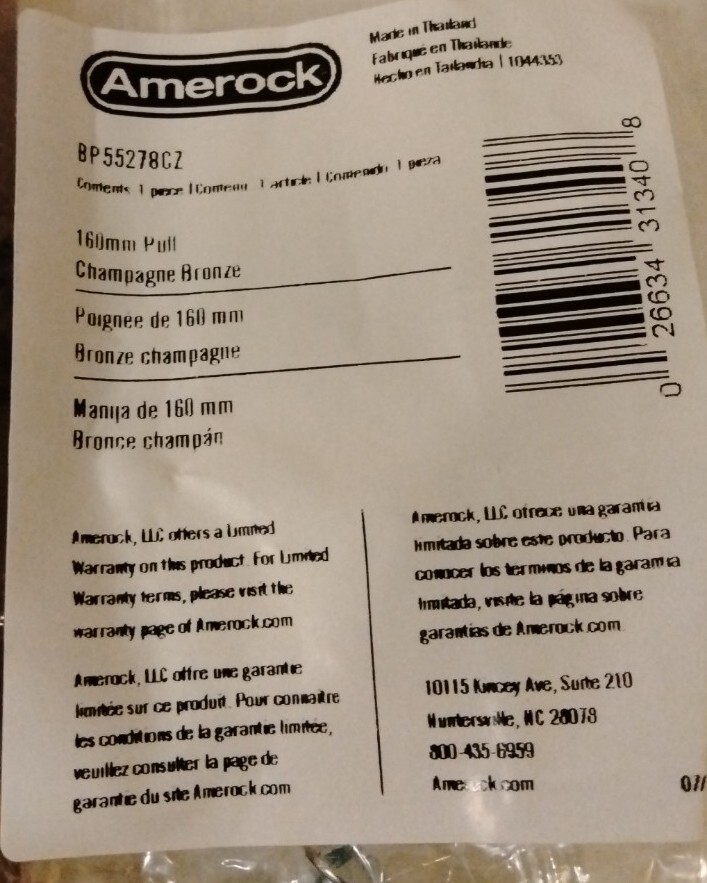 Amerock
Made in Thailand
Fabriqué en Thaïlande
Hecho en Tailandia | 1044353
BP55278CZ
Contents 1 piece | Contenu 1 article | Contenido 1 pieza
160mm Pull
Champagne Bronze
Poignée de 160 mm
Bronze champagne
Manija de 160 mm
Bronce champán
0 26634 31340 8
Amerock, LLC offers a Limited
Warranty on this product. For Limited
Warranty terms, please visit the
warranty page of Amerock.com
Amerock, LLC offre une garantie
limitée sur ce produit. Pour connaitre
les conditions de la garantie limitée,
veuillez consulter la page de
garantie du site Amerock.com
Amerock, LLC ofrece una garantía
limitada sobre este producto. Para
conocer los términos de la garantía
limitada, visite la página sobre
garantías de Amerock.com
10115 Kincey Ave, Suite 210
Huntersville, NC 28078
800-435-6959
Amerock.com
07/